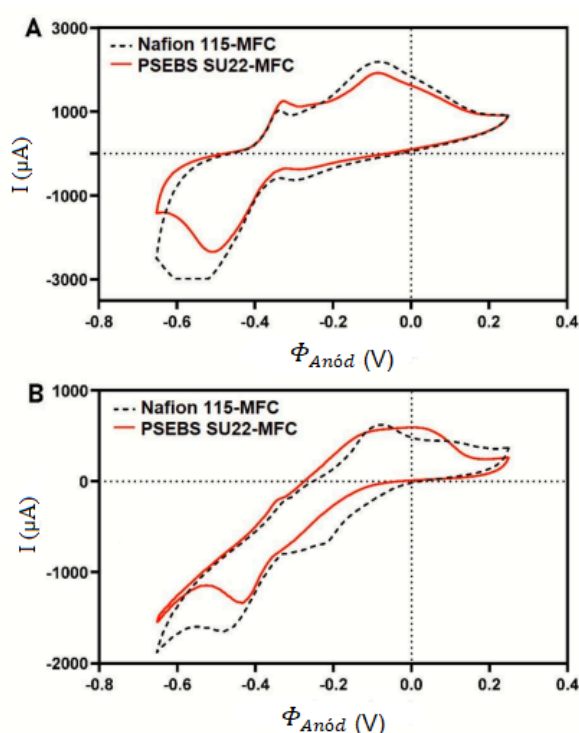 A
Nafion 115-MFC
PSEBS SU22-MFC
3000
1000
-1000
-3000
I (µA)
-0.8 -0.6 -0.4 -0.2 0.0 0.2 0.4
Φ_Anód (V)
B
Nafion 115-MFC
PSEBS SU22-MFC
1000
0
-1000
-2000
I (µA)
-0.8 -0.6 -0.4 -0.2 0.0 0.2 0.4
Φ_Anód (V)